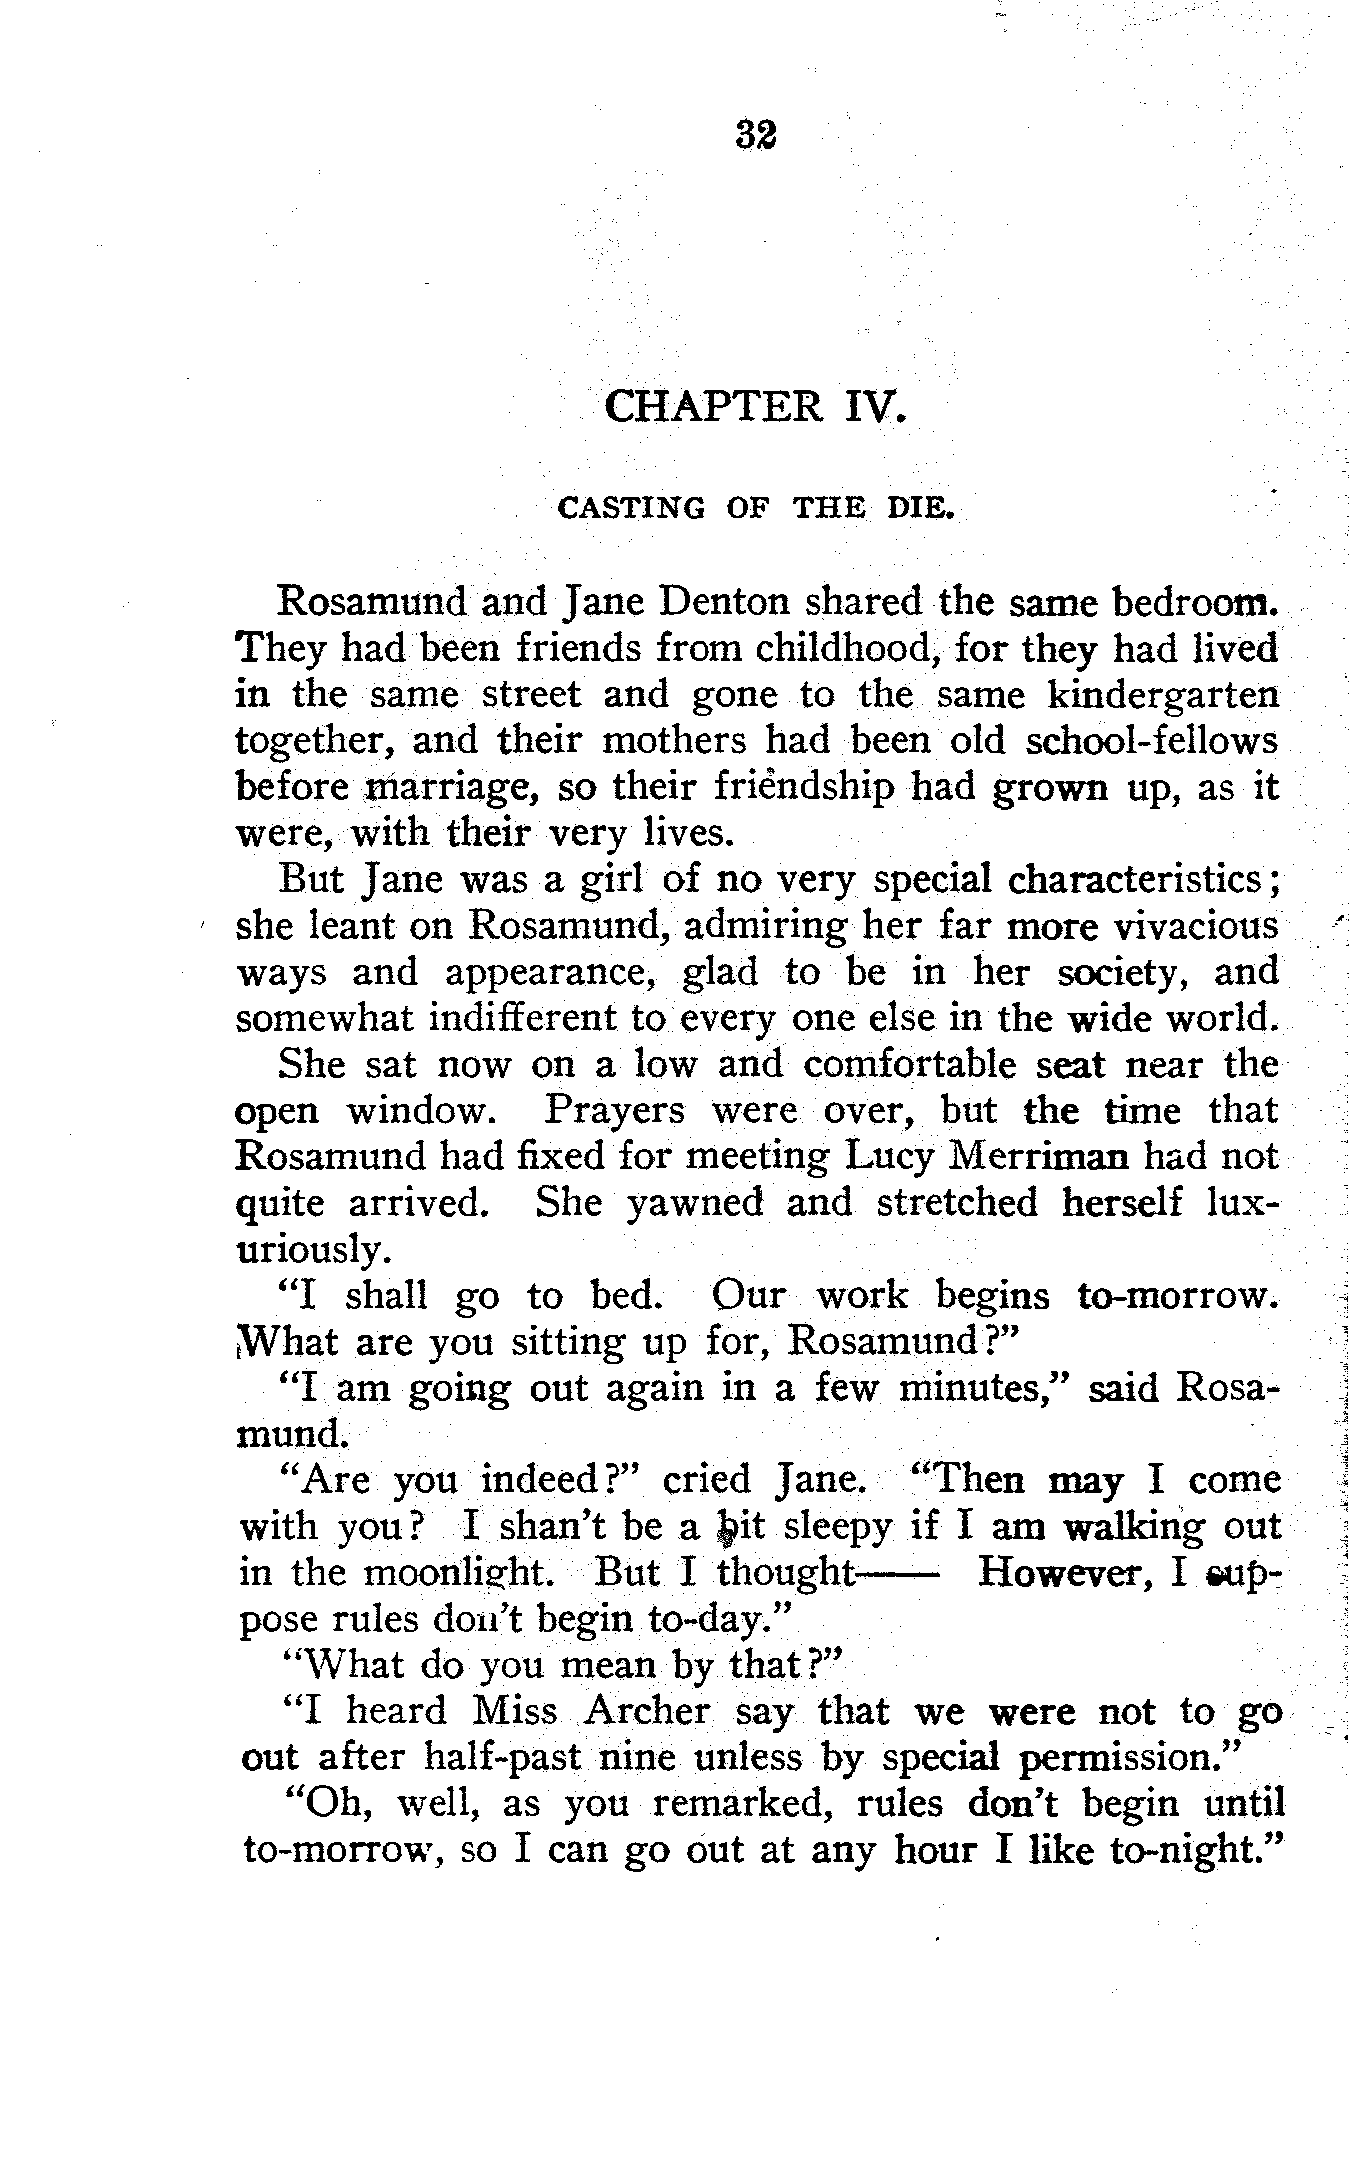 32
CHAPTER IV.
CASTING OF THE DIE.
Rosamund and Jane Denton shared the same bedroom.
They had been friends from childhood, for they had lived
in the same street and gone to the same kindergarten
together, and their mothers had been old school-fellows
before marriage, so their friendship had grown up, as it
were, with their very lives.
But Jane was a girl of no very special characteristics;
she leant on Rosamund, admiring her far more vivacious
ways and appearance, glad to be in her society, and
somewhat indifferent to every one else in the wide world.
She sat now on a low and comfortable seat near the
open window. Prayers were over, but the time that
Rosamund had fixed for meeting Lucy Merriman had not
quite arrived. She yawned and stretched herself lux-
uriously.
"I shall go to bed. Our work begins to-morrow.
What are you sitting up for, Rosamund?"
"I am going out again in a few minutes," said Rosa-
mund.
"Are you indeed?" cried Jane. "Then may I come
with you? I shan't be a bit sleepy if I am walking out
in the moonlight. But I thought—— However, I sup-
pose rules don't begin to-day."
"What do you mean by that?"
"I heard Miss Archer say that we were not to go
out after half-past nine unless by special permission."
"Oh, well, as you remarked, rules don't begin until
to-morrow, so I can go out at any hour I like to-night."